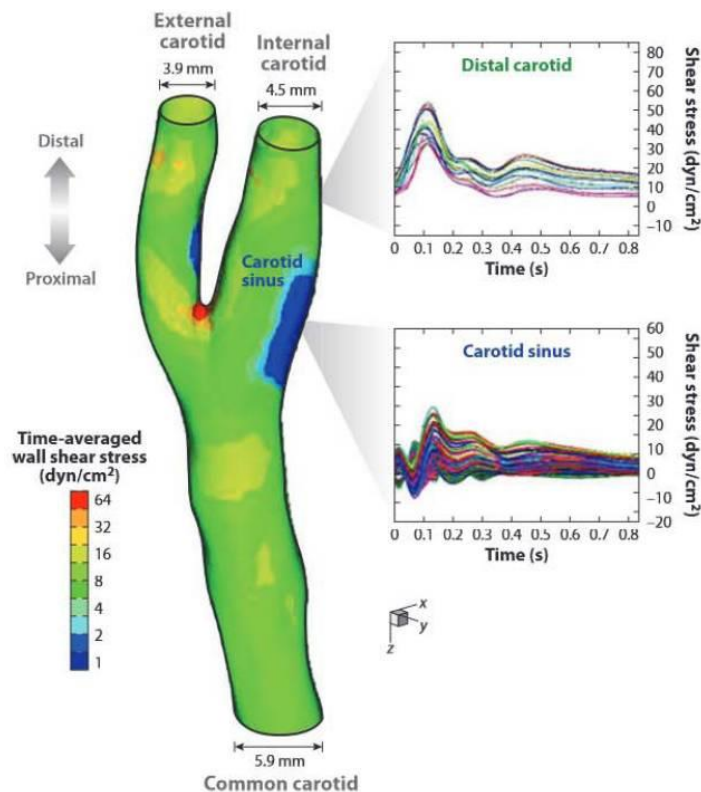 External
carotid
3.9 mm
Internal
carotid
4.5 mm
Distal
Proximal
Carotid
sinus
Time-averaged
wall shear stress
(dyn/cm²)
64
32
16
8
4
2
1
5.9 mm
Common carotid
Distal carotid
80
70
60
50
40
30
20
10
0
−10
Shear stress (dyn/cm²)
0 0.1 0.2 0.3 0.4 0.5 0.6 0.7 0.8
Time (s)
Carotid sinus
60
50
40
30
20
10
0
−10
−20
Shear stress (dyn/cm²)
0 0.1 0.2 0.3 0.4 0.5 0.6 0.7 0.8
Time (s)
x
y
z